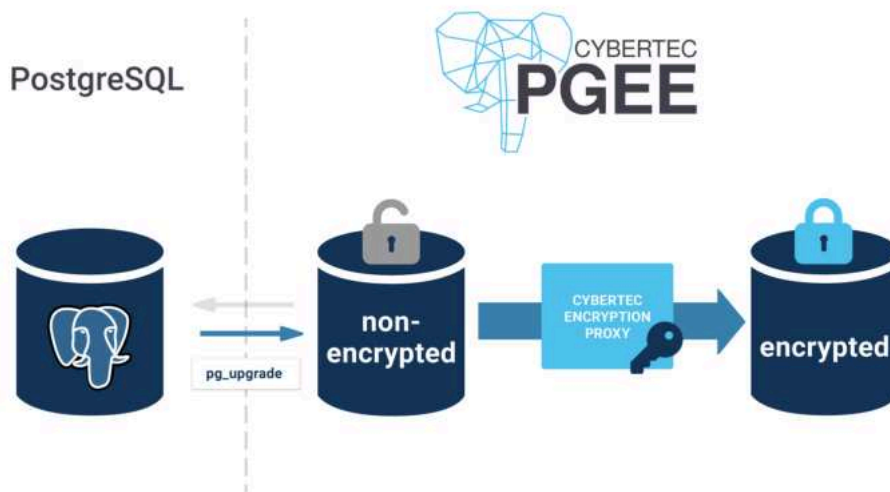 PostgreSQL
CYBERTEC
PGEE
pg_upgrade
non-
encrypted
CYBERTEC
ENCRYPTION
PROXY
encrypted